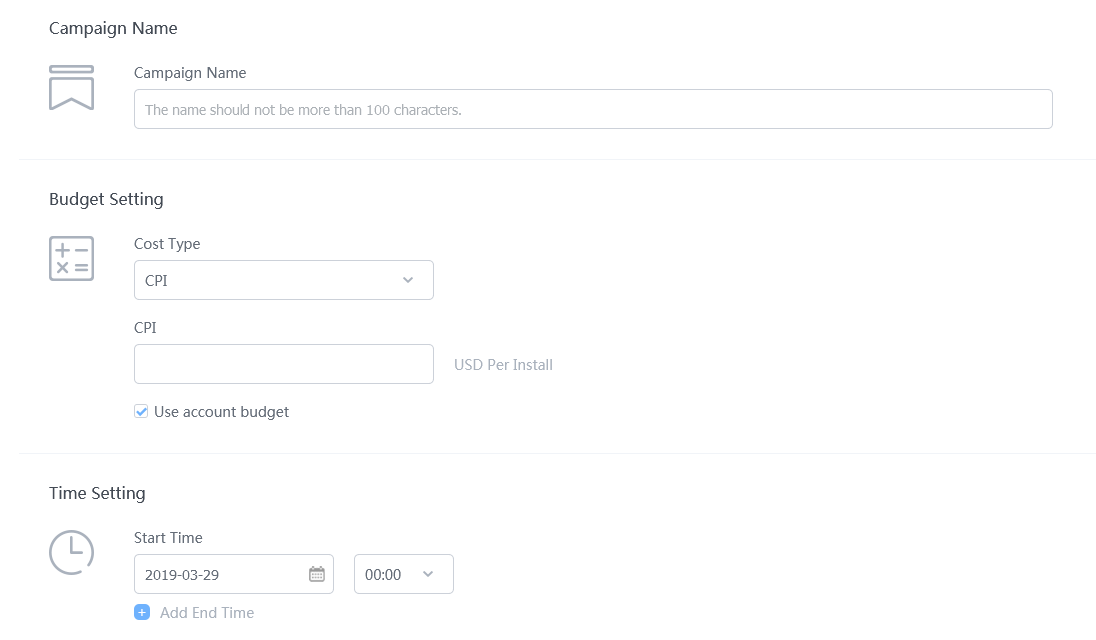 Campaign Name
Campaign Name
The name should not be more than 100 characters.
Budget Setting
Cost Type
CPI
CPI
USD Per Install
Use account budget
Time Setting
Start Time
2019-03-29 00:00
Add End Time